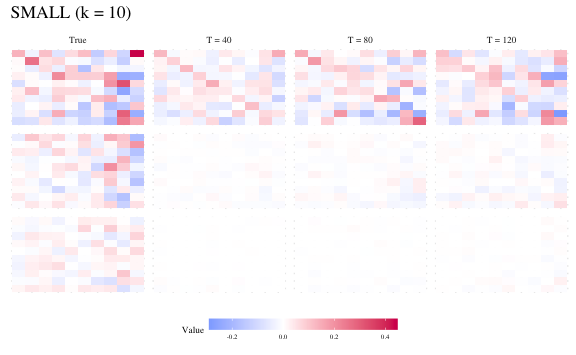 SMALL (k = 10)
True T = 40 T = 80 T = 120
Value
-0.2 0.0 0.2 0.4